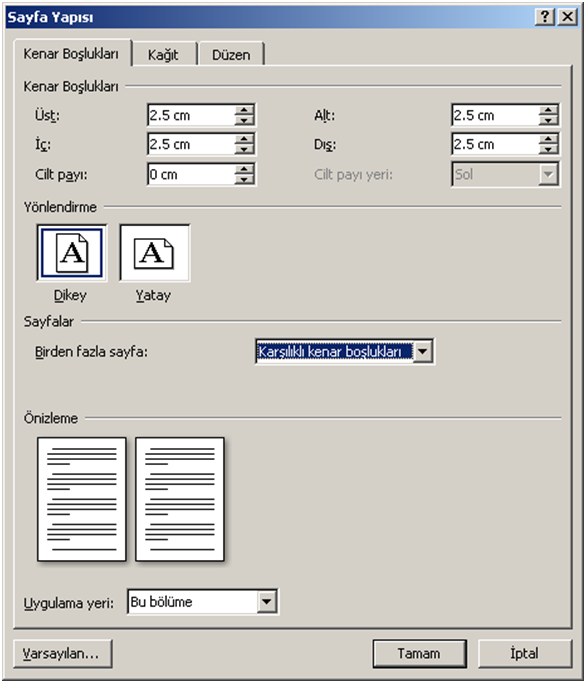 Sayfa Yapısı
Kenar Boşlukları Kağıt Düzen
Kenar Boşlukları
Üst: 2.5 cm Alt: 2.5 cm
İç: 2.5 cm Dış: 2.5 cm
Cilt payı: 0 cm Cilt payı yeri: Sol
Yönlendirme
A A
Dikey Yatay
Sayfalar
Birden fazla sayfa: Karşılıklı kenar boşlukları
Önizleme
Uygulama yeri: Bu bölüme
Varsayılan... Tamam İptal